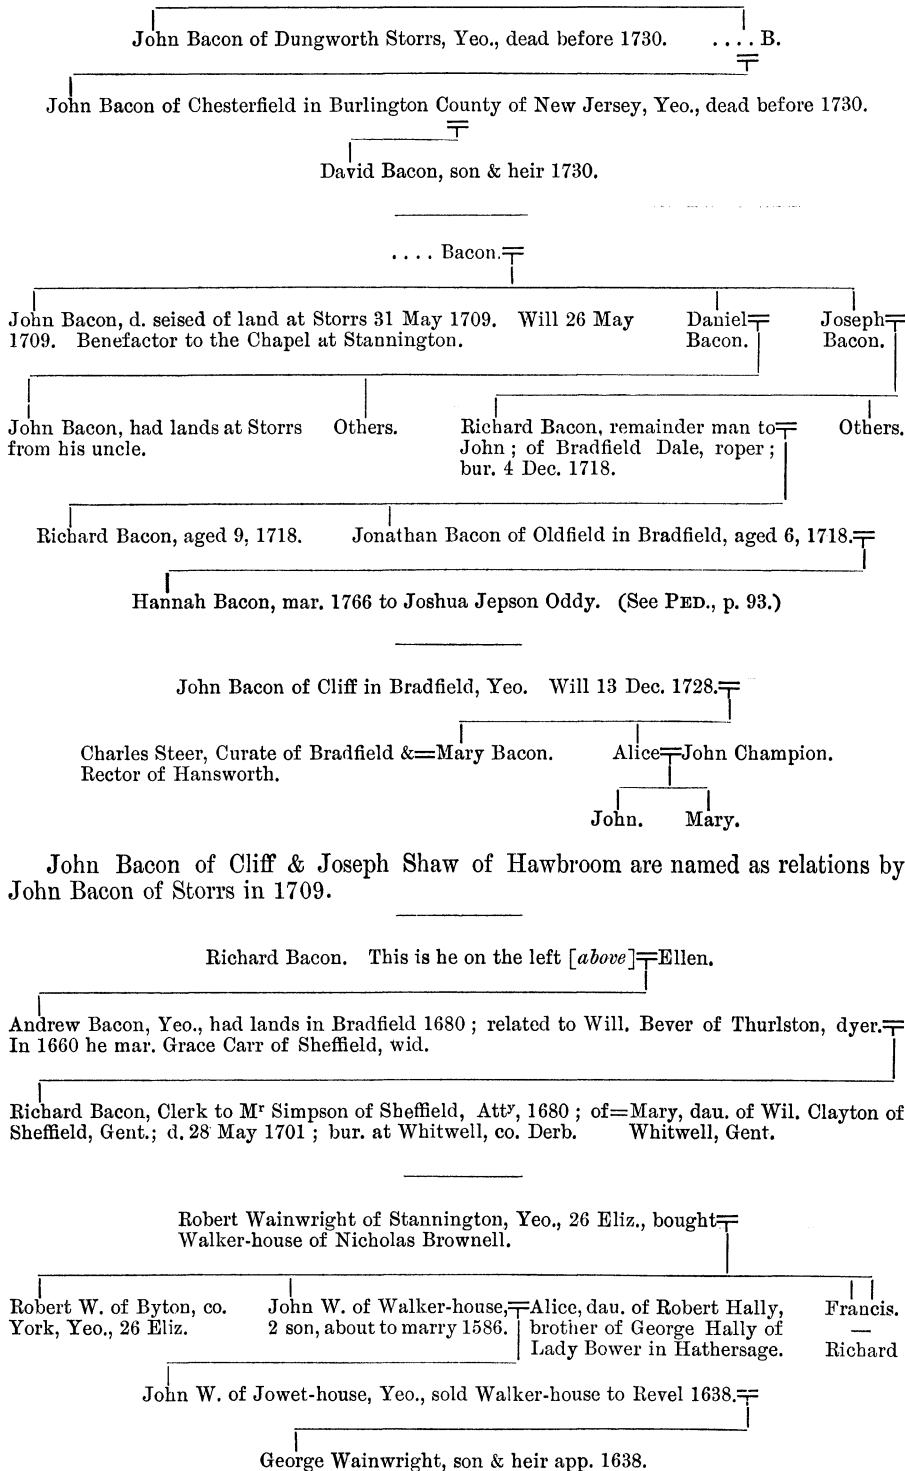 John Bacon of Dungworth Storrs, Yeo., dead before 1730. .... B.
John Bacon of Chesterfield in Burlington County of New Jersey, Yeo., dead before 1730.
David Bacon, son & heir 1730.
.... Bacon.
John Bacon, d. seised of land at Storrs 31 May 1709. Will 26 May
1709. Benefactor to the Chapel at Stannington.
Daniel
Bacon.
Joseph
Bacon.
John Bacon, had lands at Storrs
from his uncle.
Others.
Richard Bacon, remainder man to
John ; of Bradfield Dale, roper ;
bur. 4 Dec. 1718.
Others.
Richard Bacon, aged 9, 1718.
Jonathan Bacon of Oldfield in Bradfield, aged 6, 1718.
Hannah Bacon, mar. 1766 to Joshua Jepson Oddy. (See PED., p. 93.)
John Bacon of Cliff in Bradfield, Yeo. Will 13 Dec. 1728.
Charles Steer, Curate of Bradfield &=Mary Bacon.
Rector of Hansworth.
Alice John Champion.
John. Mary.
John Bacon of Cliff & Joseph Shaw of Hawbroom are named as relations by
John Bacon of Storrs in 1709.
Richard Bacon. This is he on the left [above] Ellen.
Andrew Bacon, Yeo., had lands in Bradfield 1680 ; related to Will. Bever of Thurlston, dyer.
In 1660 he mar. Grace Carr of Sheffield, wid.
Richard Bacon, Clerk to Mr Simpson of Sheffield, Atty, 1680 ; of=Mary, dau. of Wil. Clayton of
Sheffield, Gent.; d. 28 May 1701 ; bur. at Whitwell, co. Derb. Whitwell, Gent.
Robert Wainwright of Stannington, Yeo., 26 Eliz., bought
Walker-house of Nicholas Brownell.
Robert W. of Byton, co.
York, Yeo., 26 Eliz.
John W. of Walker-house,
2 son, about to marry 1586.
Alice, dau. of Robert Hally,
brother of George Hally of
Lady Bower in Hathersage.
Francis.
—
Richard
John W. of Jowet-house, Yeo., sold Walker-house to Revel 1638.
George Wainwright, son & heir app. 1638.